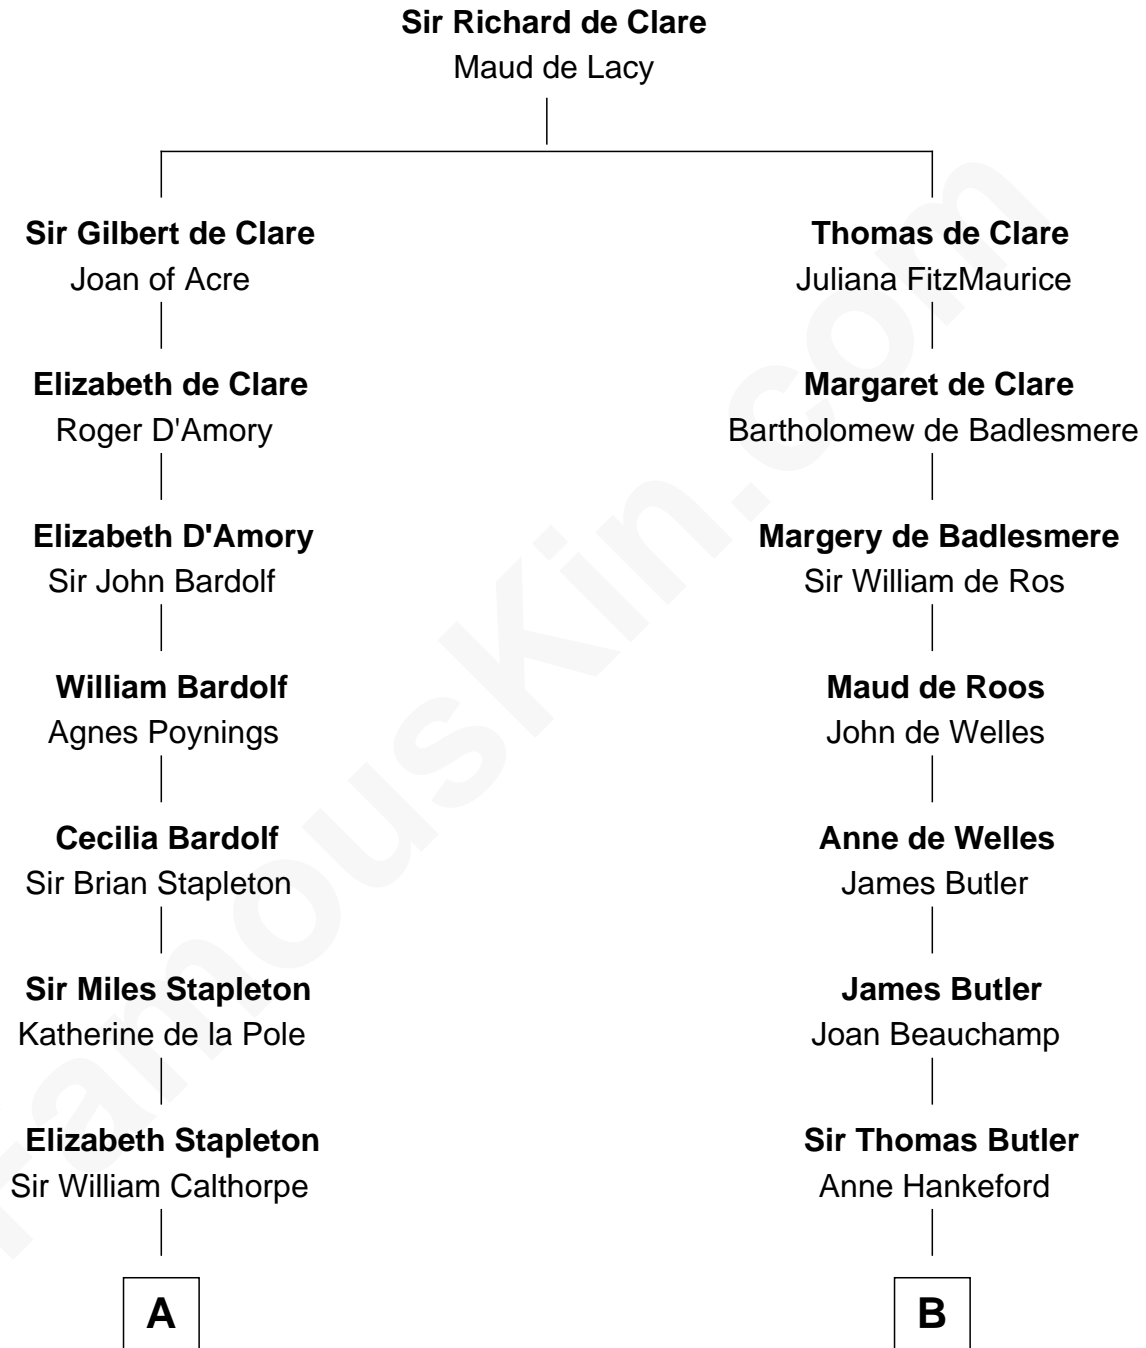 Sir Richard de Clare
Maud de Lacy
Sir Gilbert de Clare
Joan of Acre
Elizabeth de Clare
Roger D'Amory
Elizabeth D'Amory
Sir John Bardolf
William Bardolf
Agnes Poynings
Cecilia Bardolf
Sir Brian Stapleton
Sir Miles Stapleton
Katherine de la Pole
Elizabeth Stapleton
Sir William Calthorpe
A
Thomas de Clare
Juliana FitzMaurice
Margaret de Clare
Bartholomew de Badlesmere
Margery de Badlesmere
Sir William de Ros
Maud de Roos
John de Welles
Anne de Welles
James Butler
James Butler
Joan Beauchamp
Sir Thomas Butler
Anne Hankeford
B
FamousKin.com